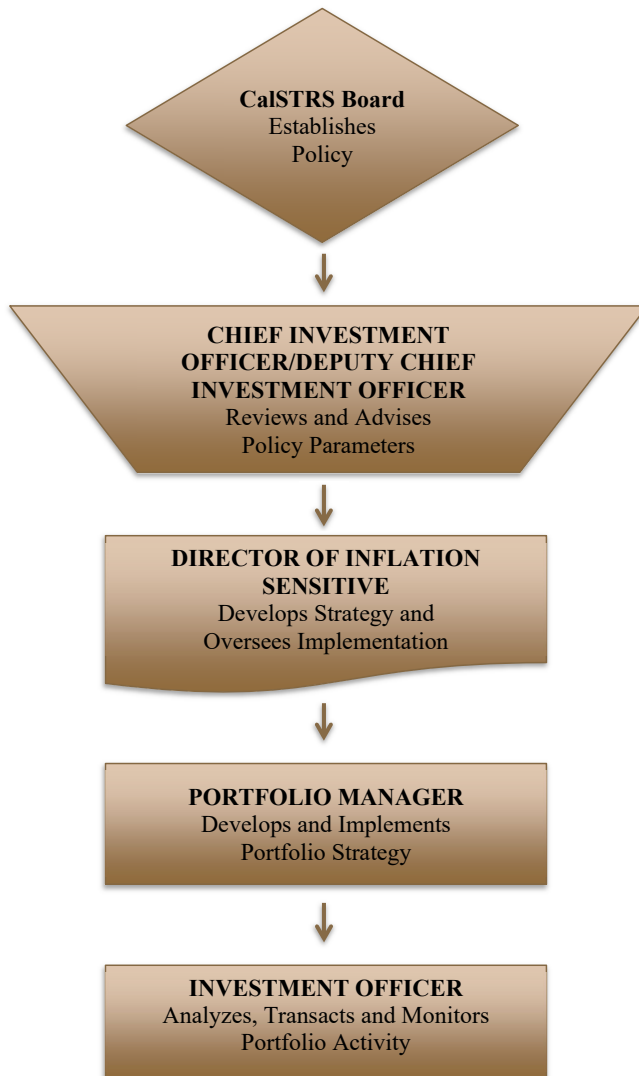 CalSTRS Board
Establishes
Policy
CHIEF INVESTMENT
OFFICER/DEPUTY CHIEF
INVESTMENT OFFICER
Reviews and Advises
Policy Parameters
DIRECTOR OF INFLATION
SENSITIVE
Develops Strategy and
Oversees Implementation
PORTFOLIO MANAGER
Develops and Implements
Portfolio Strategy
INVESTMENT OFFICER
Analyzes, Transacts and Monitors
Portfolio Activity